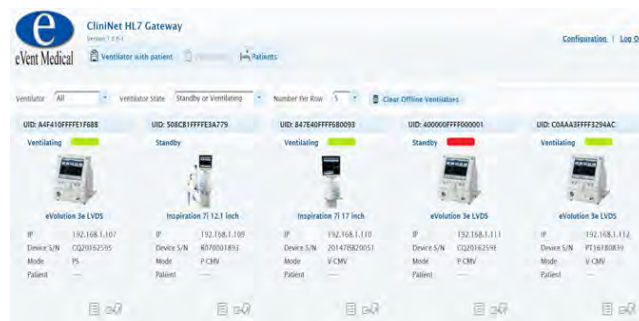 e
eVent Medical
CliniNet HL7 Gateway
Configuration | Log O
Ventilator with patient Patients
Ventilator All Ventilator State Standby or Ventilating Number Per Row 5 Clear Offline Ventilators
UID: A4F410FFFFE1F688 UID: 508CB1FFFFE3A779 UID: 847E40FFFF680093 UID: 400000FFFF000001 UID: C0AAA3FFFF3294AC
Ventilating Standby Ventilating Standby Ventilating
eVolution 3e LVDS Inspiration 7i 12.1 inch Inspiration 7i 17 inch eVolution 3e LVDS eVolution 3e LVDS
IP 192.168.1.107 IP 192.168.1.109 IP 192.168.1.110 IP 192.168.1.111 IP 192.168.1.112
Device S/N CQ20162595 Device S/N R070001893 Device S/N 201478820051 Device S/N Device S/N PT16180839
Mode PS Mode P-CMV Mode V-CMV Mode P-CMV Mode V-CMV
Patient --- Patient --- Patient --- Patient --- Patient ---